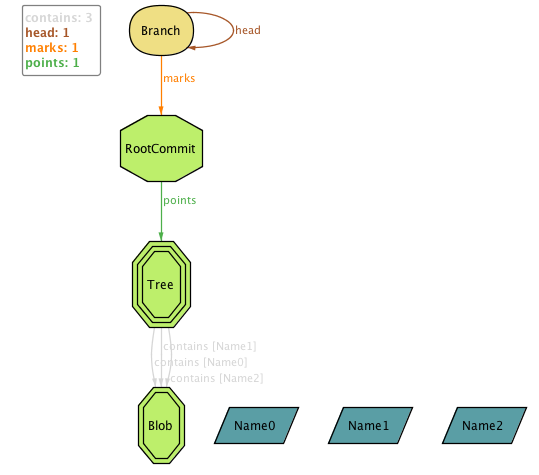 contains: 3
head: 1
marks: 1
points: 1
Branch
head
marks
RootCommit
points
Tree
contains [Name1]
contains [Name0]
contains [Name2]
Blob
Name0
Name1
Name2